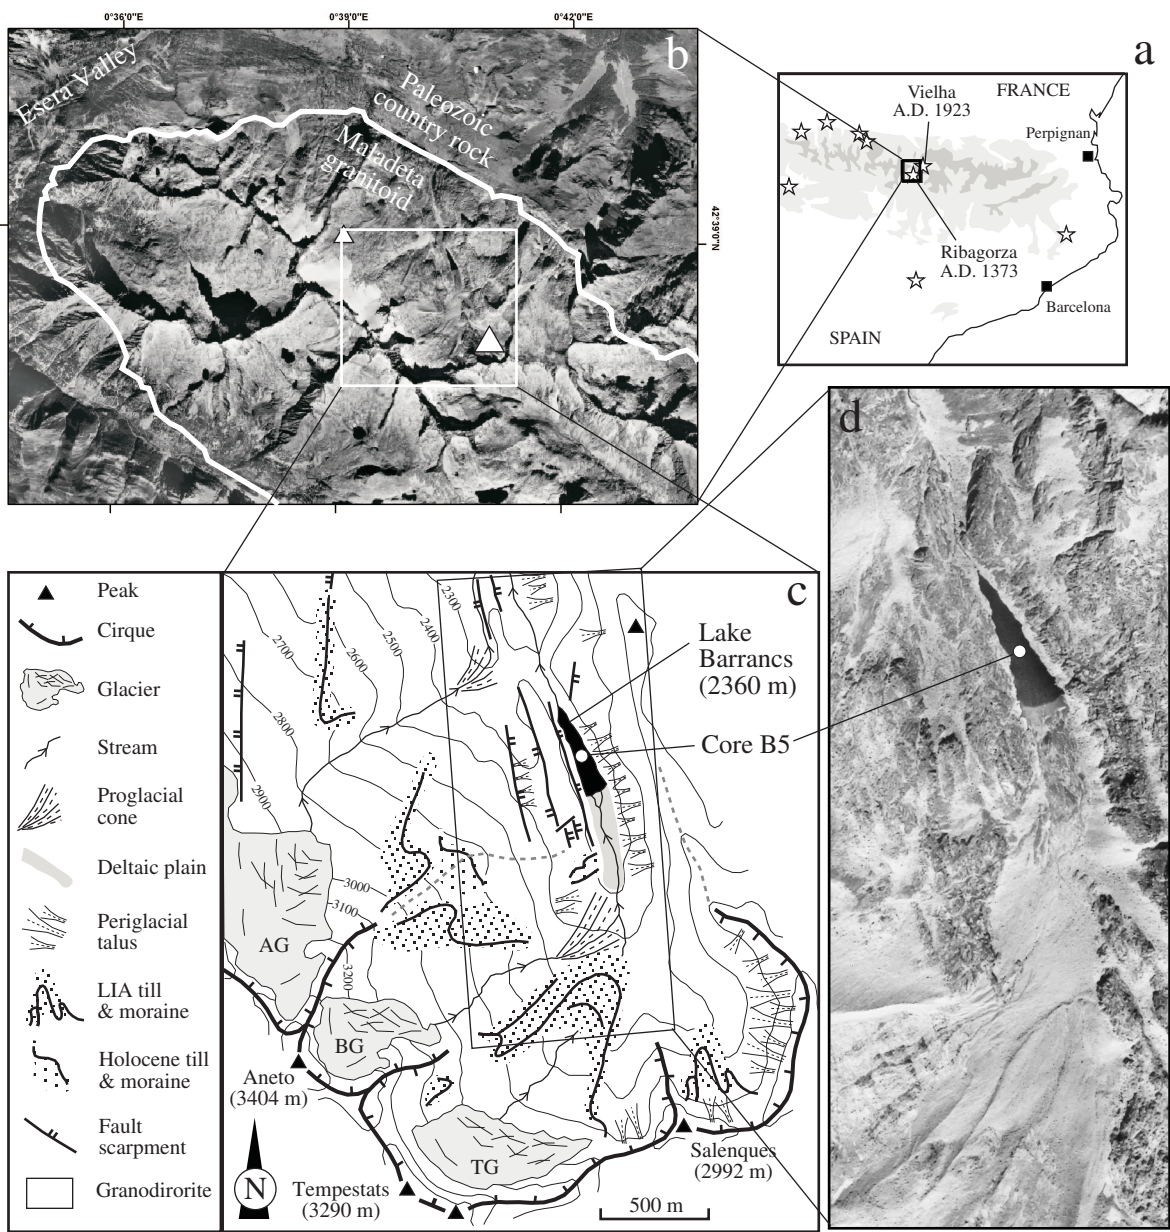 0°36'0"E
0°39'0"E
0°42'0"E
b
Esera Valley
Paleozoic
country rock
Maladeta
granitoid
42°39'0"N
a
FRANCE
Vielha
A.D. 1923
Perpignan
Ribagorza
A.D. 1373
Barcelona
SPAIN
d
c
Peak
Cirque
Glacier
Stream
Proglacial
cone
Deltaic plain
Periglacial
talus
LIA till
& moraine
Holocene till
& moraine
Fault
scarpment
Granodirorite
2300
2400
2500
2600
2700
2800
2900
3000
3100
3200
Lake
Barrancs
(2360 m)
Core B5
AG
BG
TG
Aneto
(3404 m)
N
Tempestats
(3290 m)
Salenques
(2992 m)
500 m